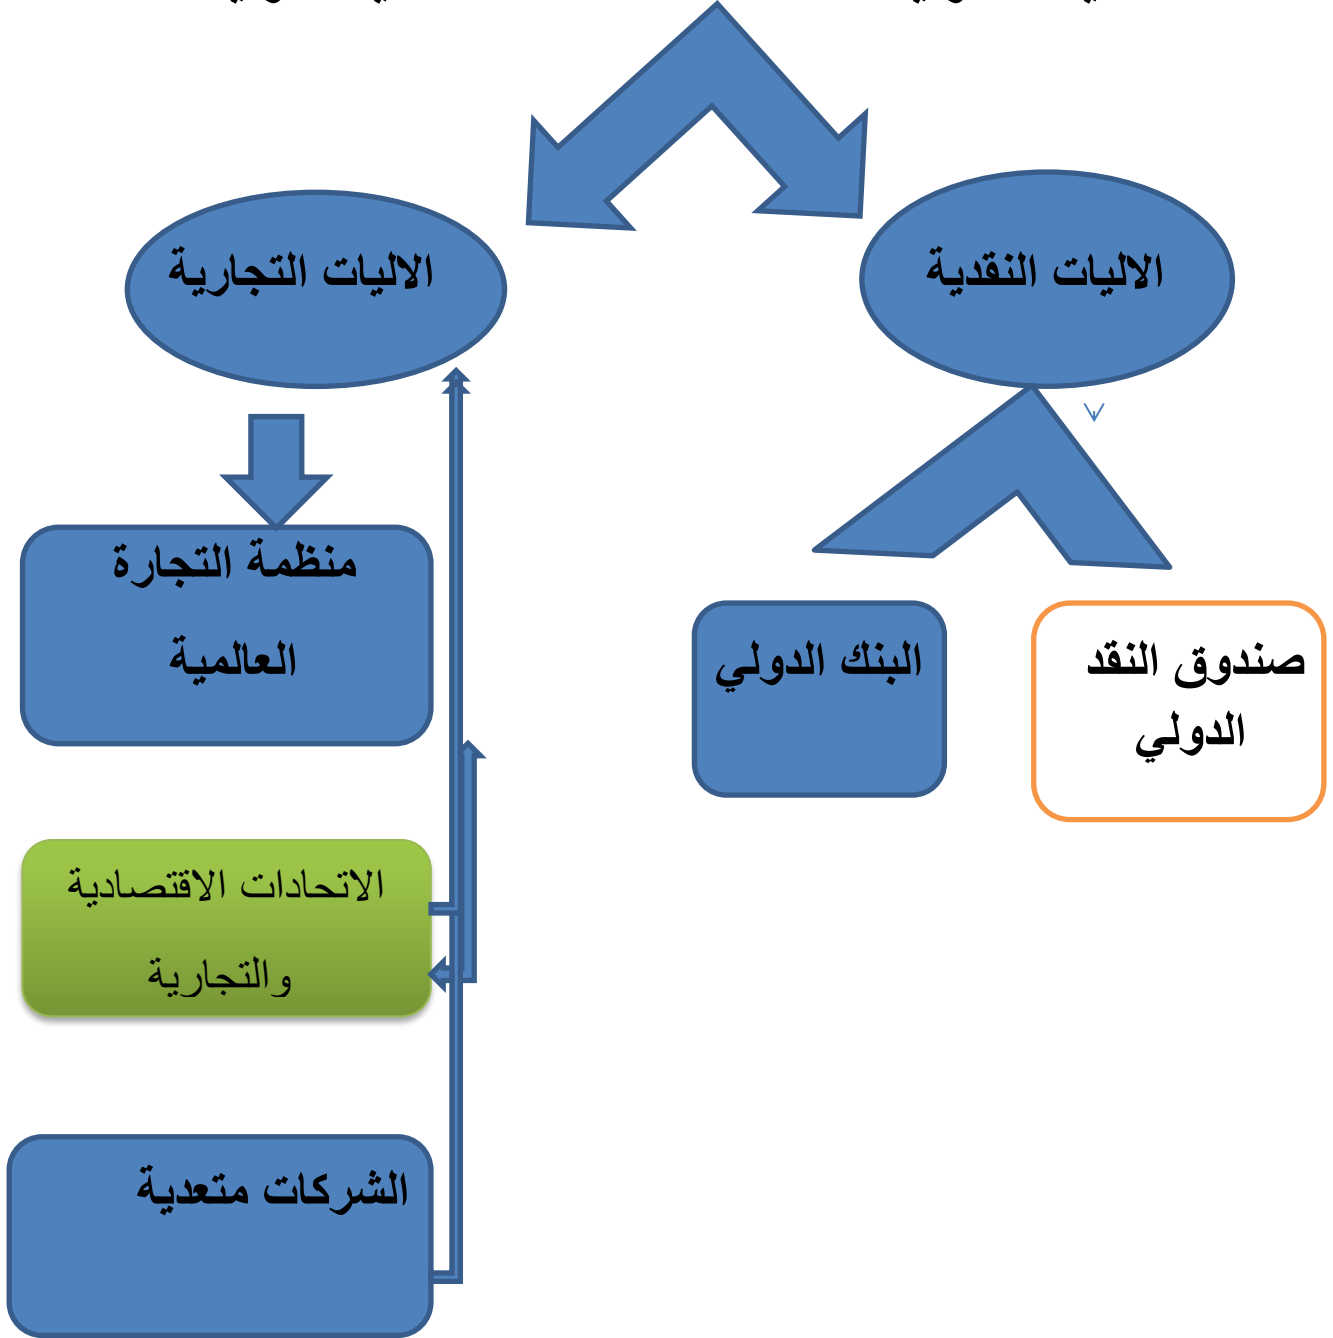 الاليات النقدية
الاليات التجارية
منظمة التجارة
العالمية
البنك الدولي
صندوق النقد
الدولي
الاتحادات الاقتصادية
والتجارية
الشركات متعدية